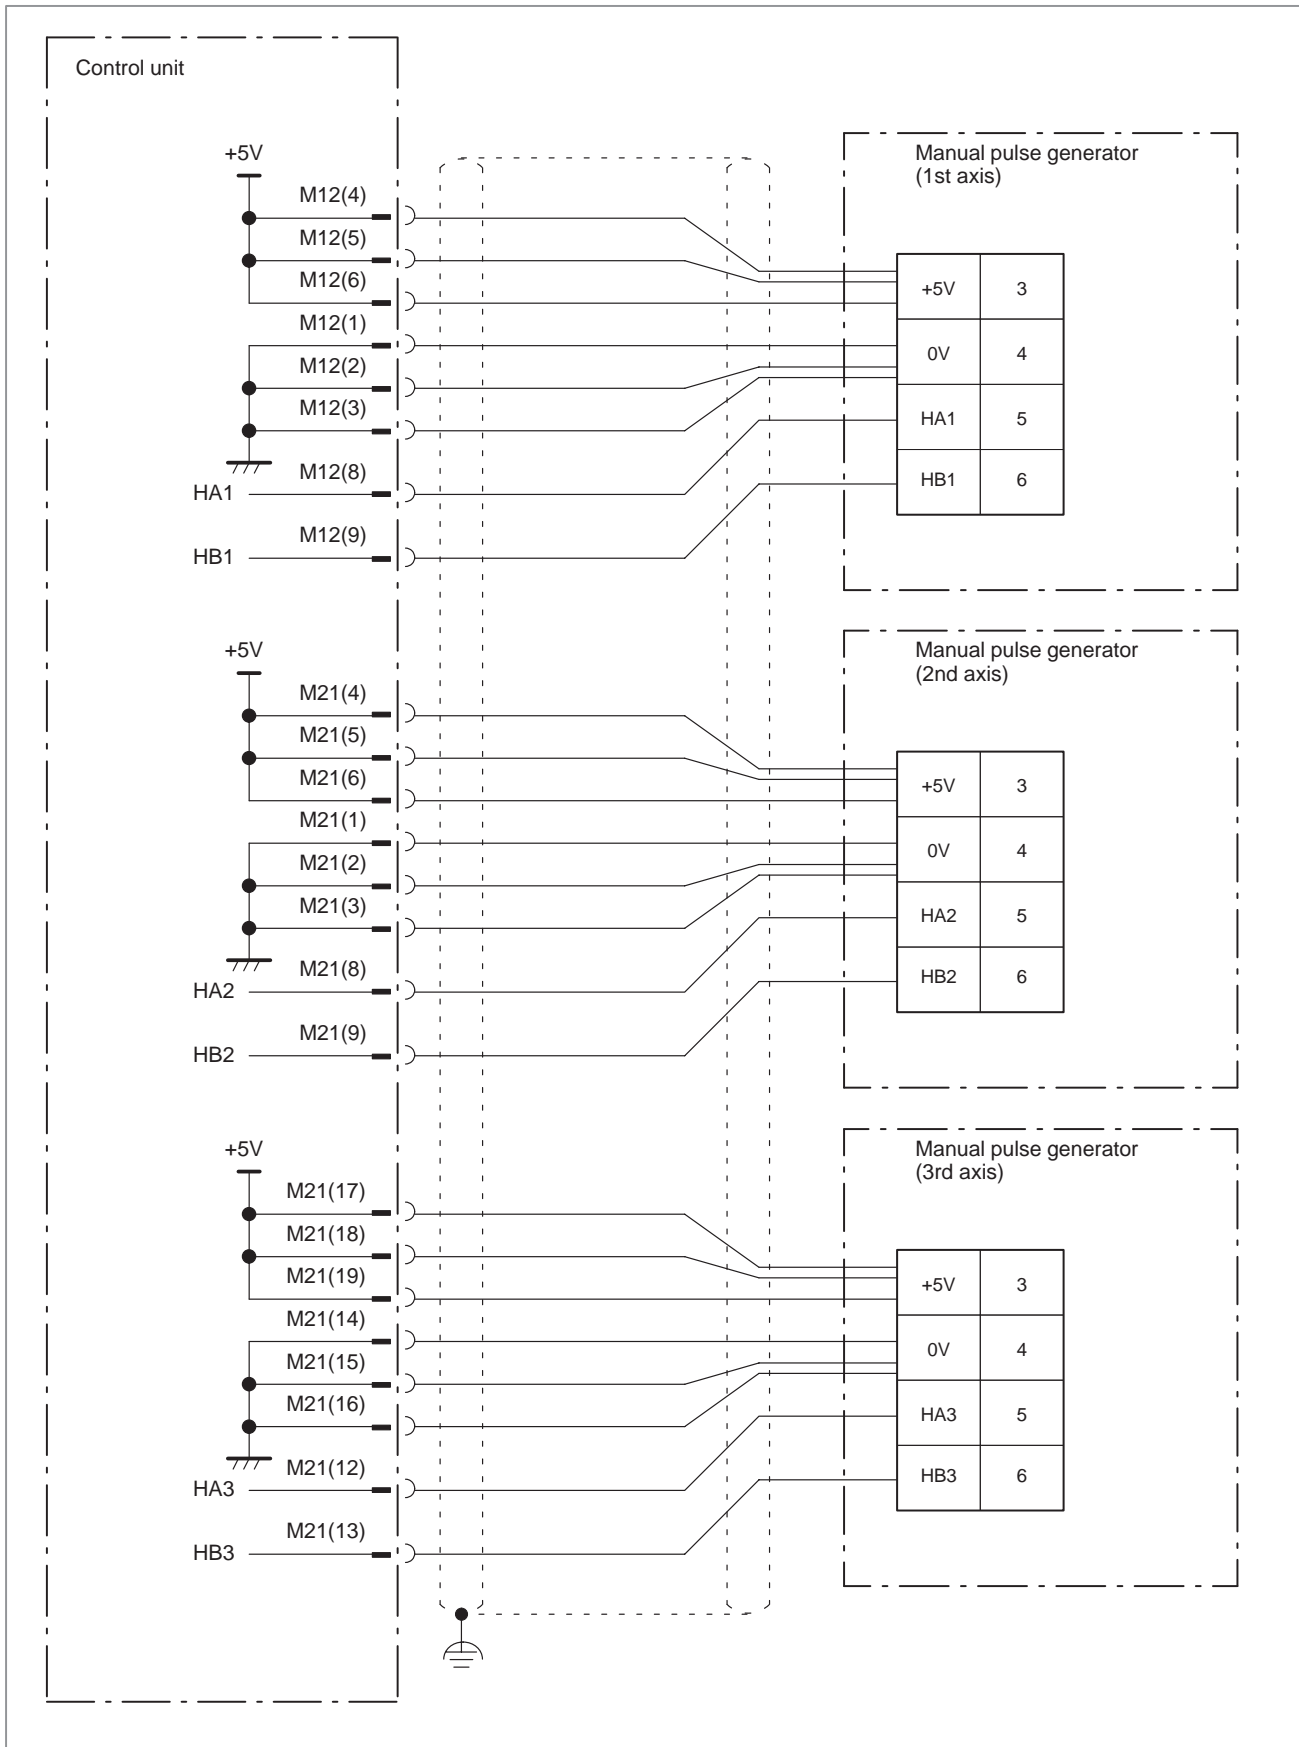 Control unit
+5V
M12(4)
M12(5)
M12(6)
M12(1)
M12(2)
M12(3)
M12(8)
HA1
M12(9)
HB1
Manual pulse generator
(1st axis)
+5V 3
0V 4
HA1 5
HB1 6
+5V
M21(4)
M21(5)
M21(6)
M21(1)
M21(2)
M21(3)
M21(8)
HA2
M21(9)
HB2
Manual pulse generator
(2nd axis)
+5V 3
0V 4
HA2 5
HB2 6
+5V
M21(17)
M21(18)
M21(19)
M21(14)
M21(15)
M21(16)
M21(12)
HA3
M21(13)
HB3
Manual pulse generator
(3rd axis)
+5V 3
0V 4
HA3 5
HB3 6